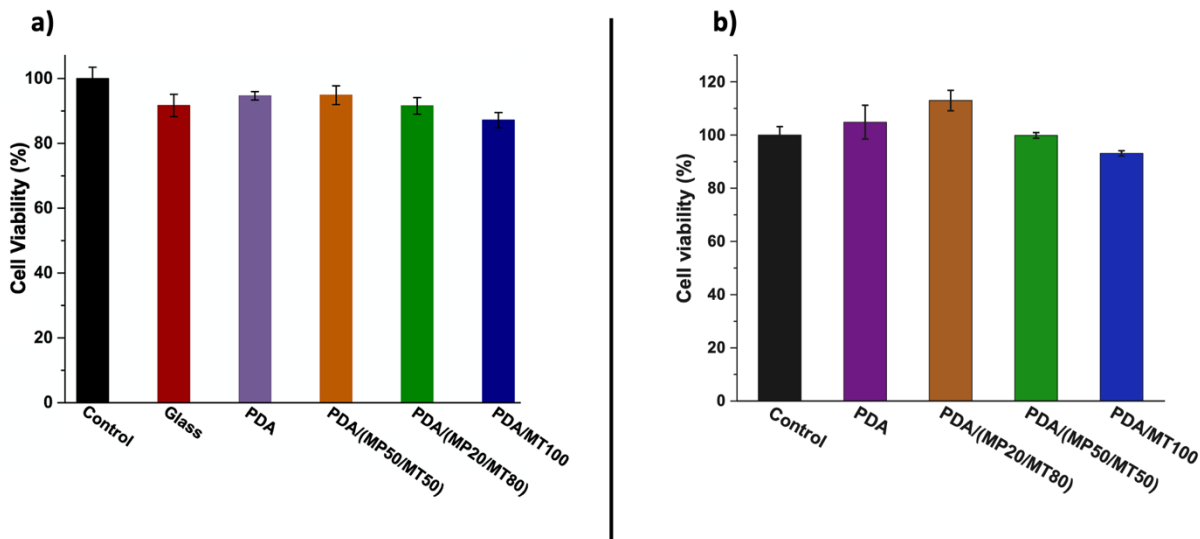 a)
Cell Viability (%)
100
80
60
40
20
0
Control
Glass
PDA
PDA/(MP50/MT50)
PDA/(MP20/MT80)
PDA/MT100
b)
Cell viability (%)
120
100
80
60
40
20
0
Control
PDA
PDA/(MP20/MT80)
PDA/(MP50/MT50)
PDA/MT100